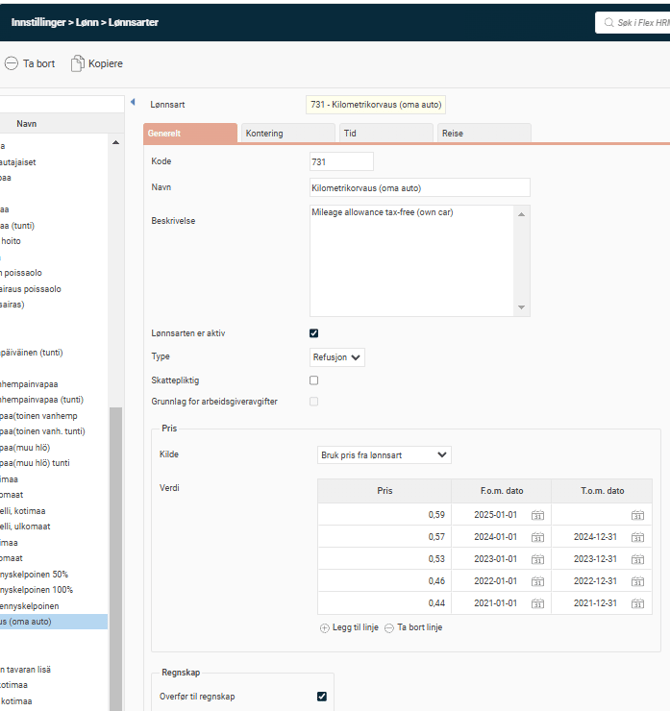 Innstillinger > Lønn > Lønnsarter
Søk i Flex HRM
Ta bort
Kopiere
Navn
autajaiset
paa
aa
aa (tunti)
hoito
n poissaolo
airaus poissaolo
sairas)
päiväinen (tunti)
nhempainvapaa
nhempainvapaa (tunti)
paa(toinen vanhemp
paa(toinen vanh. tunti)
paa(muu hlö)
paa(muu hlö) tunti
imaa
omaat
elli, kotimaa
elli, ulkomaat
imaa
omaat
nyskelpoinen 50%
nyskelpoinen 100%
ennyskelpoinen
us (oma auto)
n tavaran lisä
kotimaa
kotimaa
Lønnsart
731 - Kilometrikorvaus (oma auto)
Generelt
Kontering
Tid
Reise
Kode
731
Navn
Kilometrikorvaus (oma auto)
Beskrivelse
Mileage allowance tax-free (own car)
Lønnsarten er aktiv
Type
Refusjon
Skattepliktig
Grunnlag for arbeidsgiveravgifter
Pris
Kilde
Bruk pris fra lønnsart
Verdi
Pris F.o.m. dato T.o.m. dato
0,59 2025-01-01
0,57 2024-01-01 2024-12-31
0,53 2023-01-01 2023-12-31
0,46 2022-01-01 2022-12-31
0,44 2021-01-01 2021-12-31
Legg til linje Ta bort linje
Regnskap
Overfør til regnskap